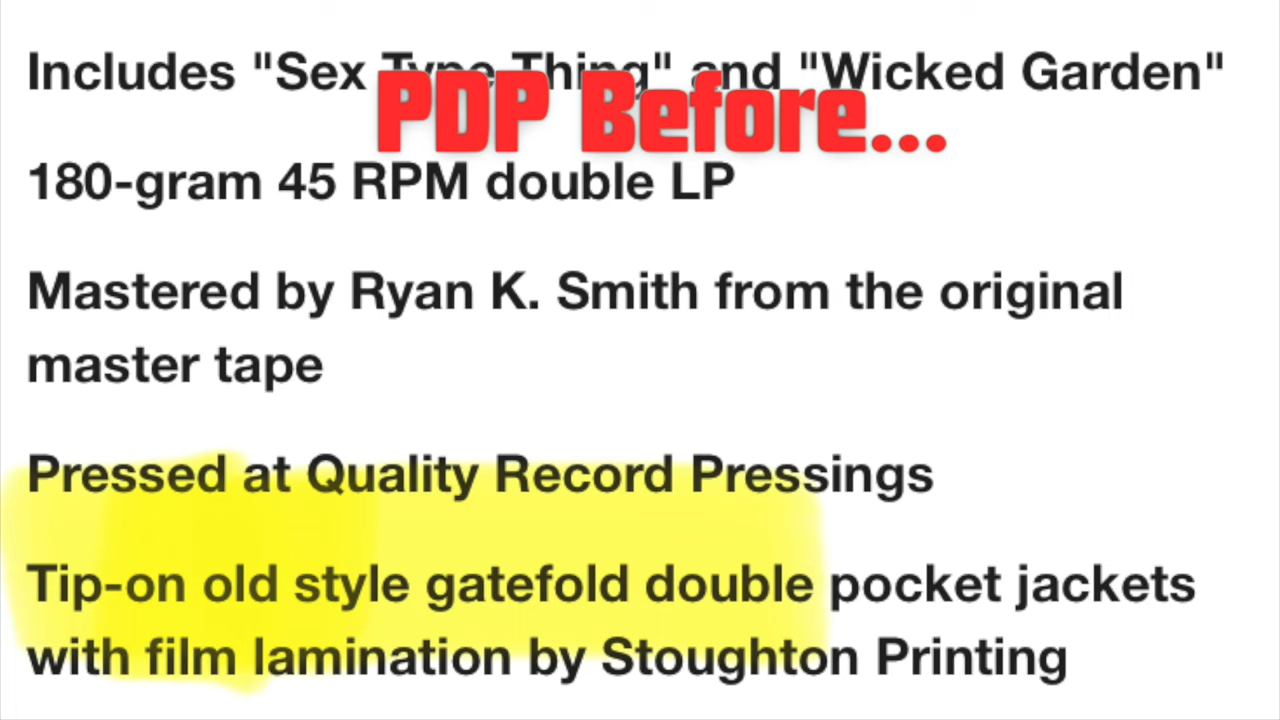 Includes "Sex Type Thing" and "Wicked Garden"
PDP Before...
180-gram 45 RPM double LP
Mastered by Ryan K. Smith from the original
master tape
Pressed at Quality Record Pressings
Tip-on old style gatefold double pocket jackets
with film lamination by Stoughton Printing